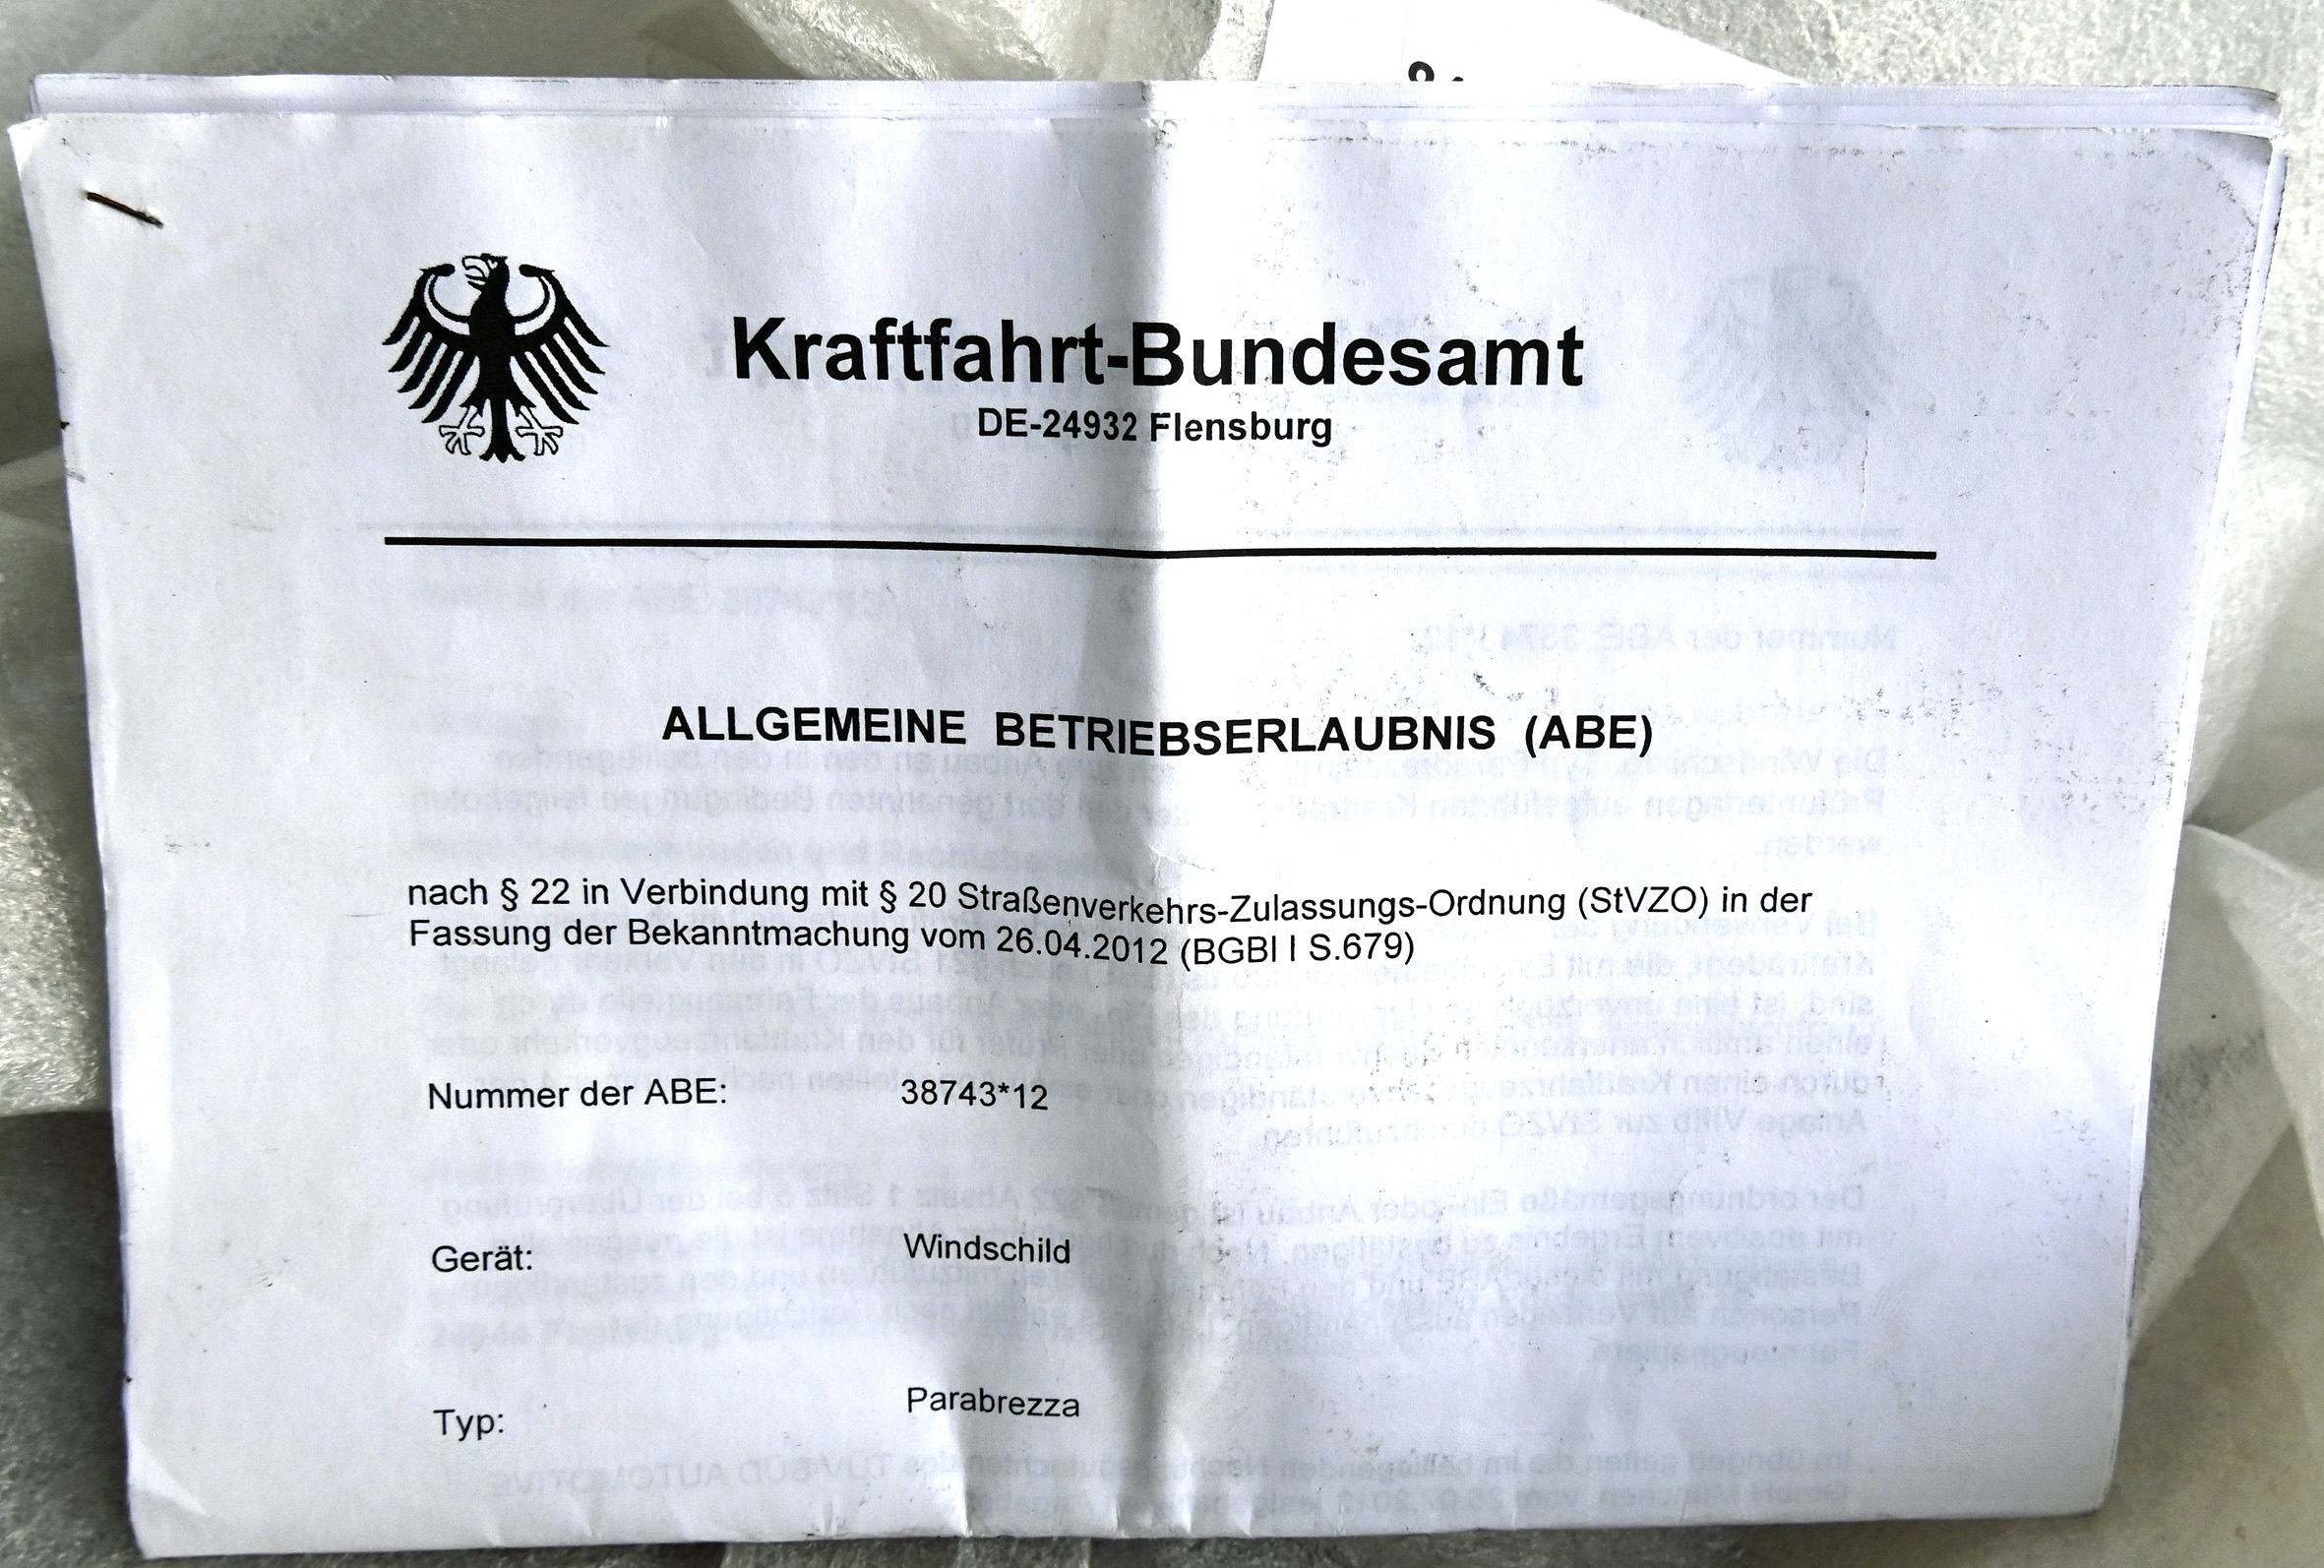 Kraftfahrt-Bundesamt
DE-24932 Flensburg
ALLGEMEINE BETRIEBSERLAUBNIS (ABE)
nach § 22 in Verbindung mit § 20 Straßenverkehrs-Zulassungs-Ordnung (StVZO) in der
Fassung der Bekanntmachung vom 26.04.2012 (BGBl I S.679)
Nummer der ABE: 38743*12
Gerät: Windschild
Typ: Parabrezza